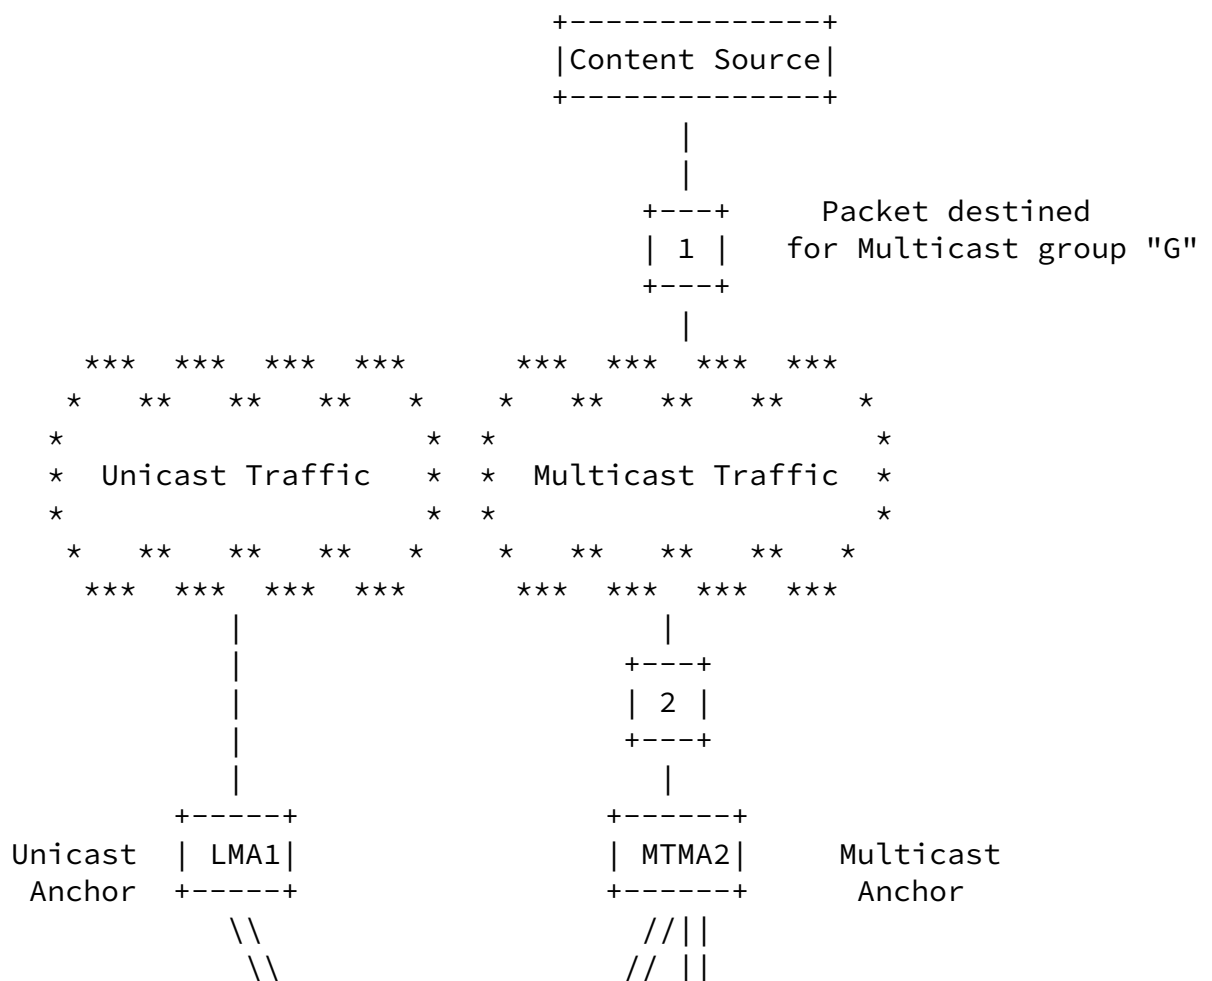 Content Source
Packet destined
1 for Multicast group "G"
Unicast Traffic Multicast Traffic
2
Unicast LMA1 MTMA2 Multicast
Anchor Anchor